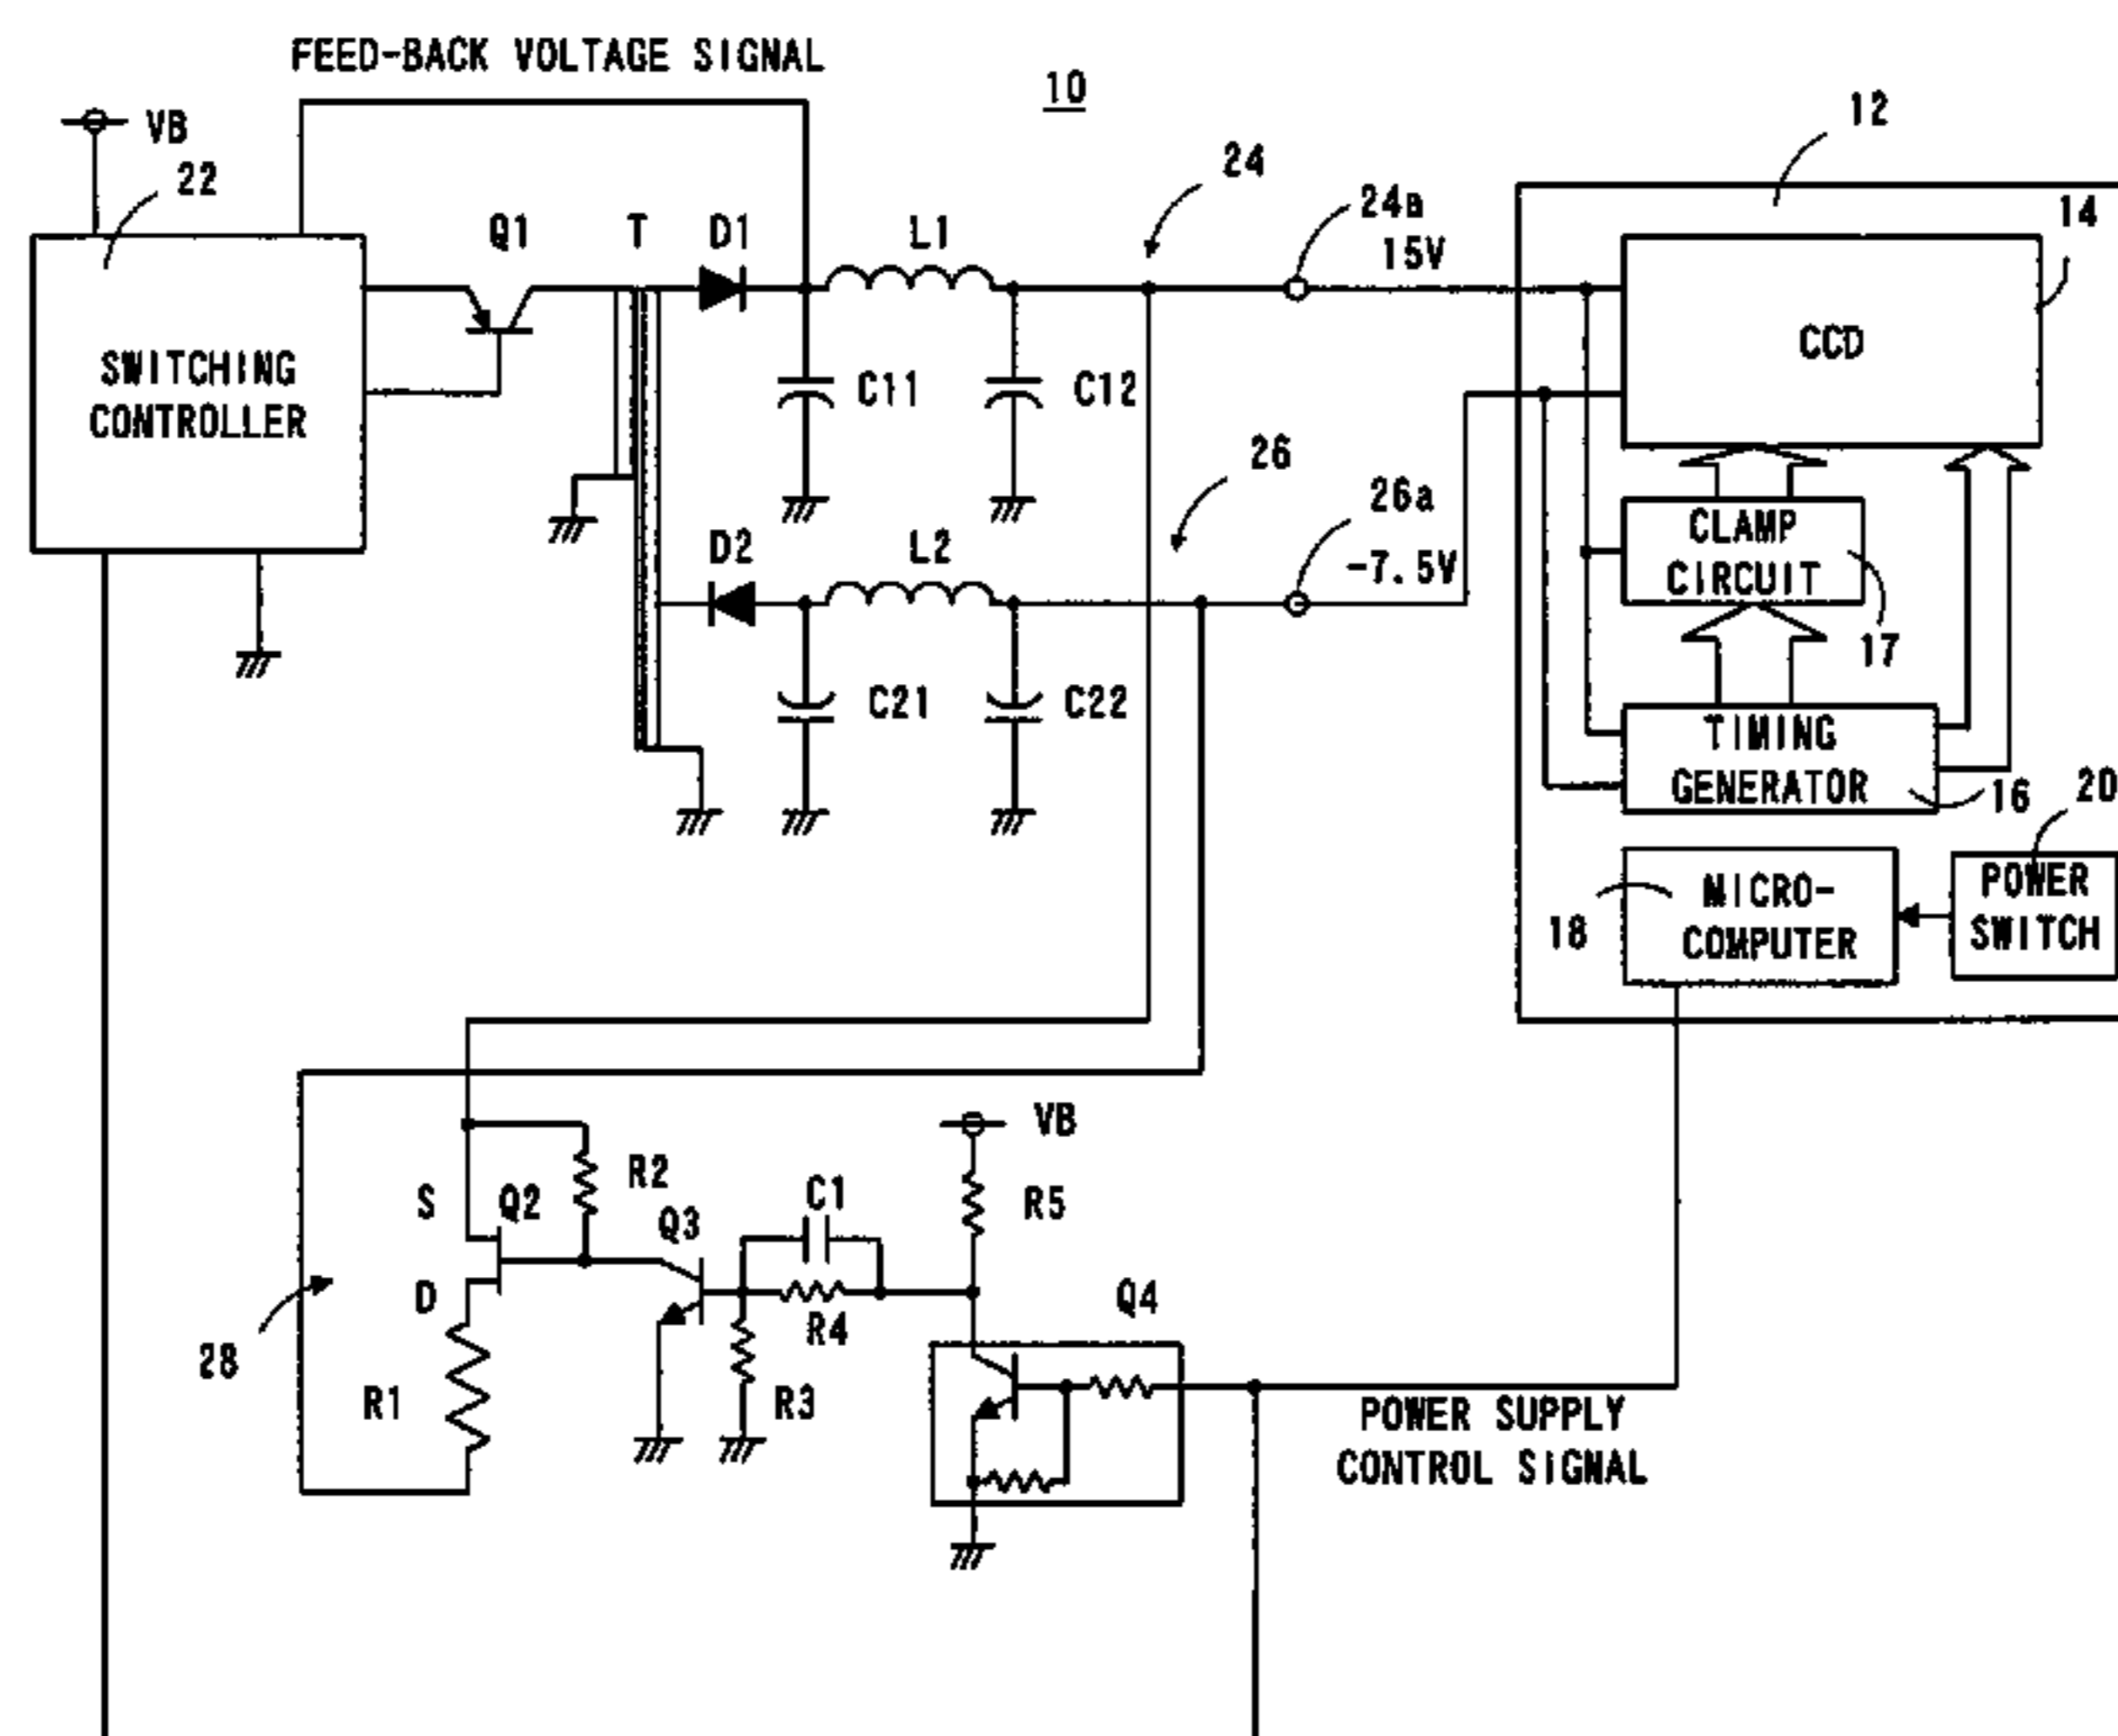 FEED-BACK VOLTAGE SIGNAL
10
VB
22
12
24
24a
15V
14
Q1
T
D1
L1
SWITCHING
CONTROLLER
C11
C12
CCD
26
26a
-7.5V
D2
L2
CLAMP
CIRCUIT
17
C21
C22
TIMING
GENERATOR
16
20
MICRO-
COMPUTER
18
POWER
SWITCH
VB
R2
C1
R5
S
Q2
Q3
D
R4
Q4
28
R1
R3
POWER SUPPLY
CONTROL SIGNAL